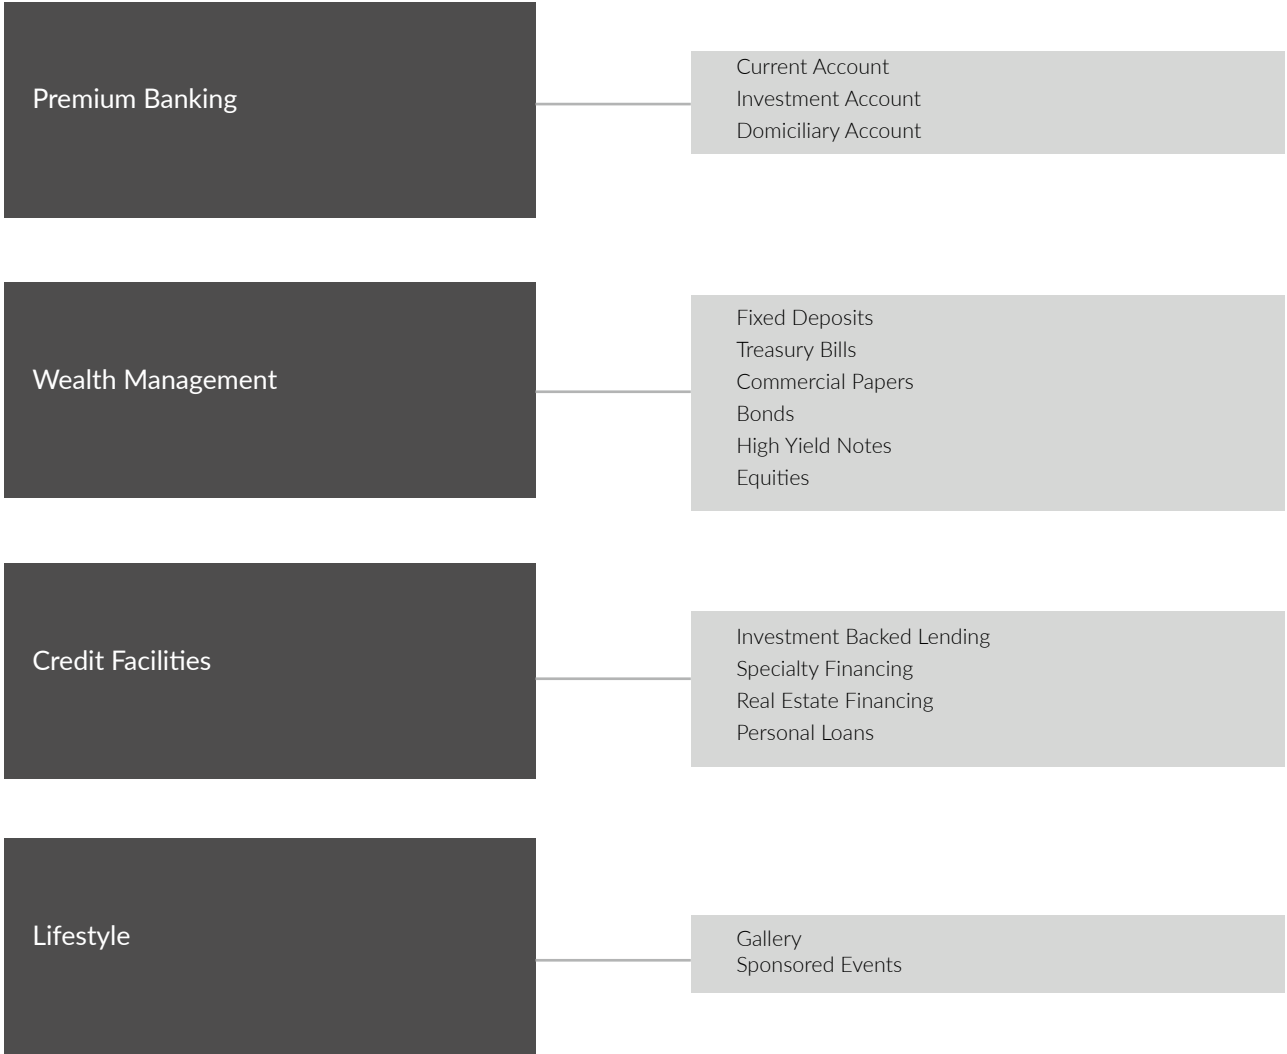 Premium Banking
Current Account
Investment Account
Domiciliary Account
Wealth Management
Fixed Deposits
Treasury Bills
Commercial Papers
Bonds
High Yield Notes
Equities
Credit Facilities
Investment Backed Lending
Specialty Financing
Real Estate Financing
Personal Loans
Lifestyle
Gallery
Sponsored Events